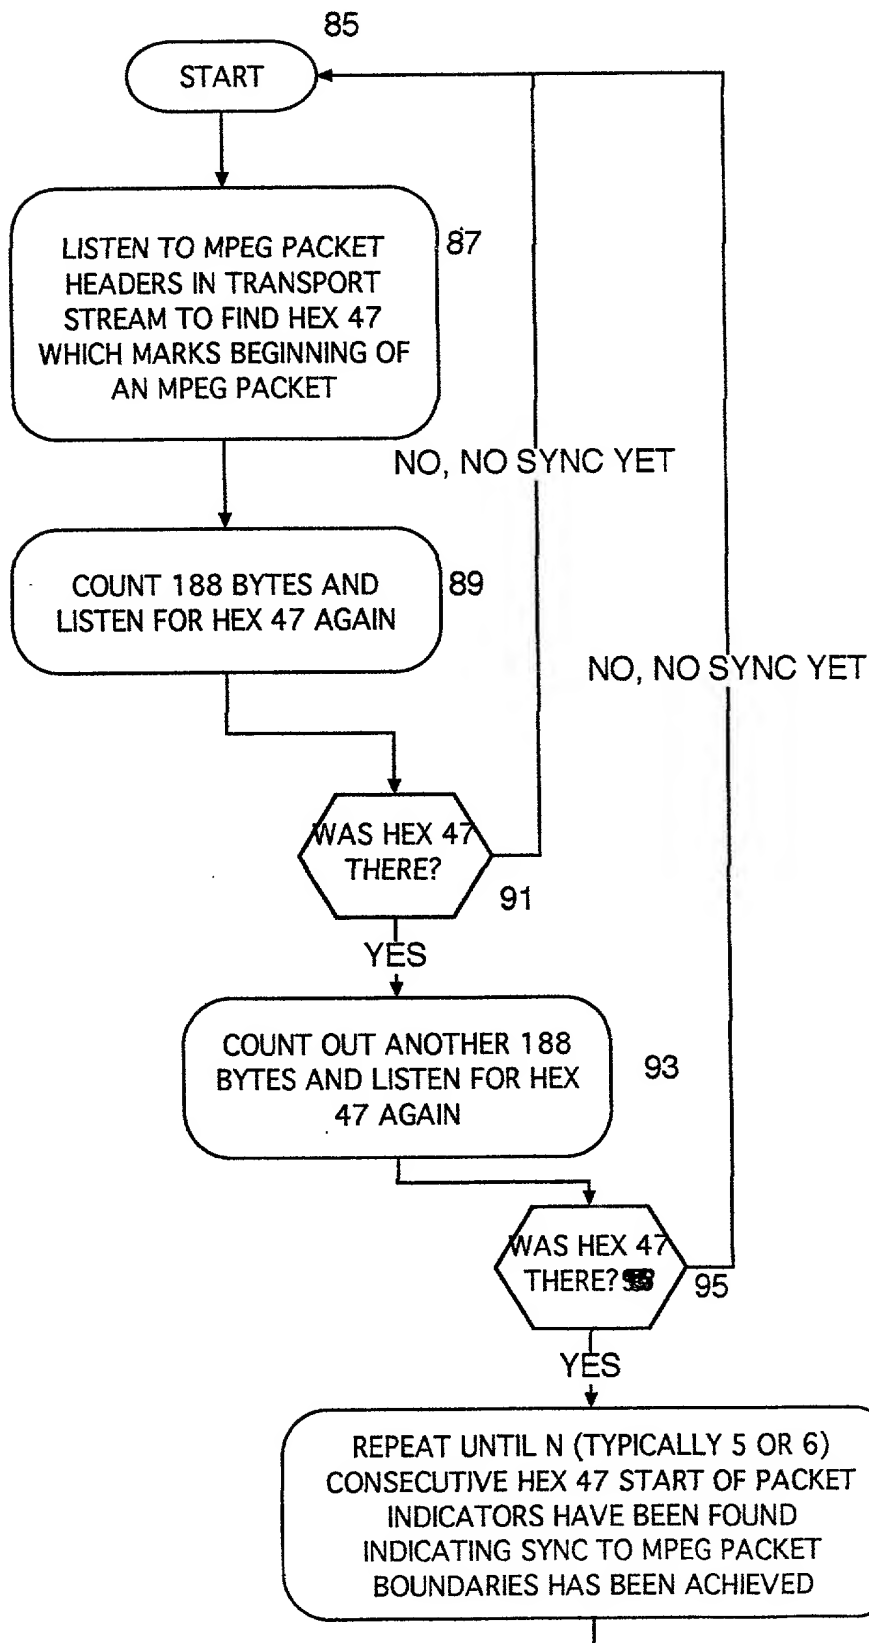 85
START
LISTEN TO MPEG PACKET
HEADERS IN TRANSPORT
STREAM TO FIND HEX 47
WHICH MARKS BEGINNING OF
AN MPEG PACKET
87
NO, NO SYNC YET
COUNT 188 BYTES AND
LISTEN FOR HEX 47 AGAIN
89
NO, NO SYNC YET
WAS HEX 47
THERE?
91
YES
COUNT OUT ANOTHER 188
BYTES AND LISTEN FOR HEX
47 AGAIN
93
WAS HEX 47
THERE?
95
YES
REPEAT UNTIL N (TYPICALLY 5 OR 6)
CONSECUTIVE HEX 47 START OF PACKET
INDICATORS HAVE BEEN FOUND
INDICATING SYNC TO MPEG PACKET
BOUNDARIES HAS BEEN ACHIEVED